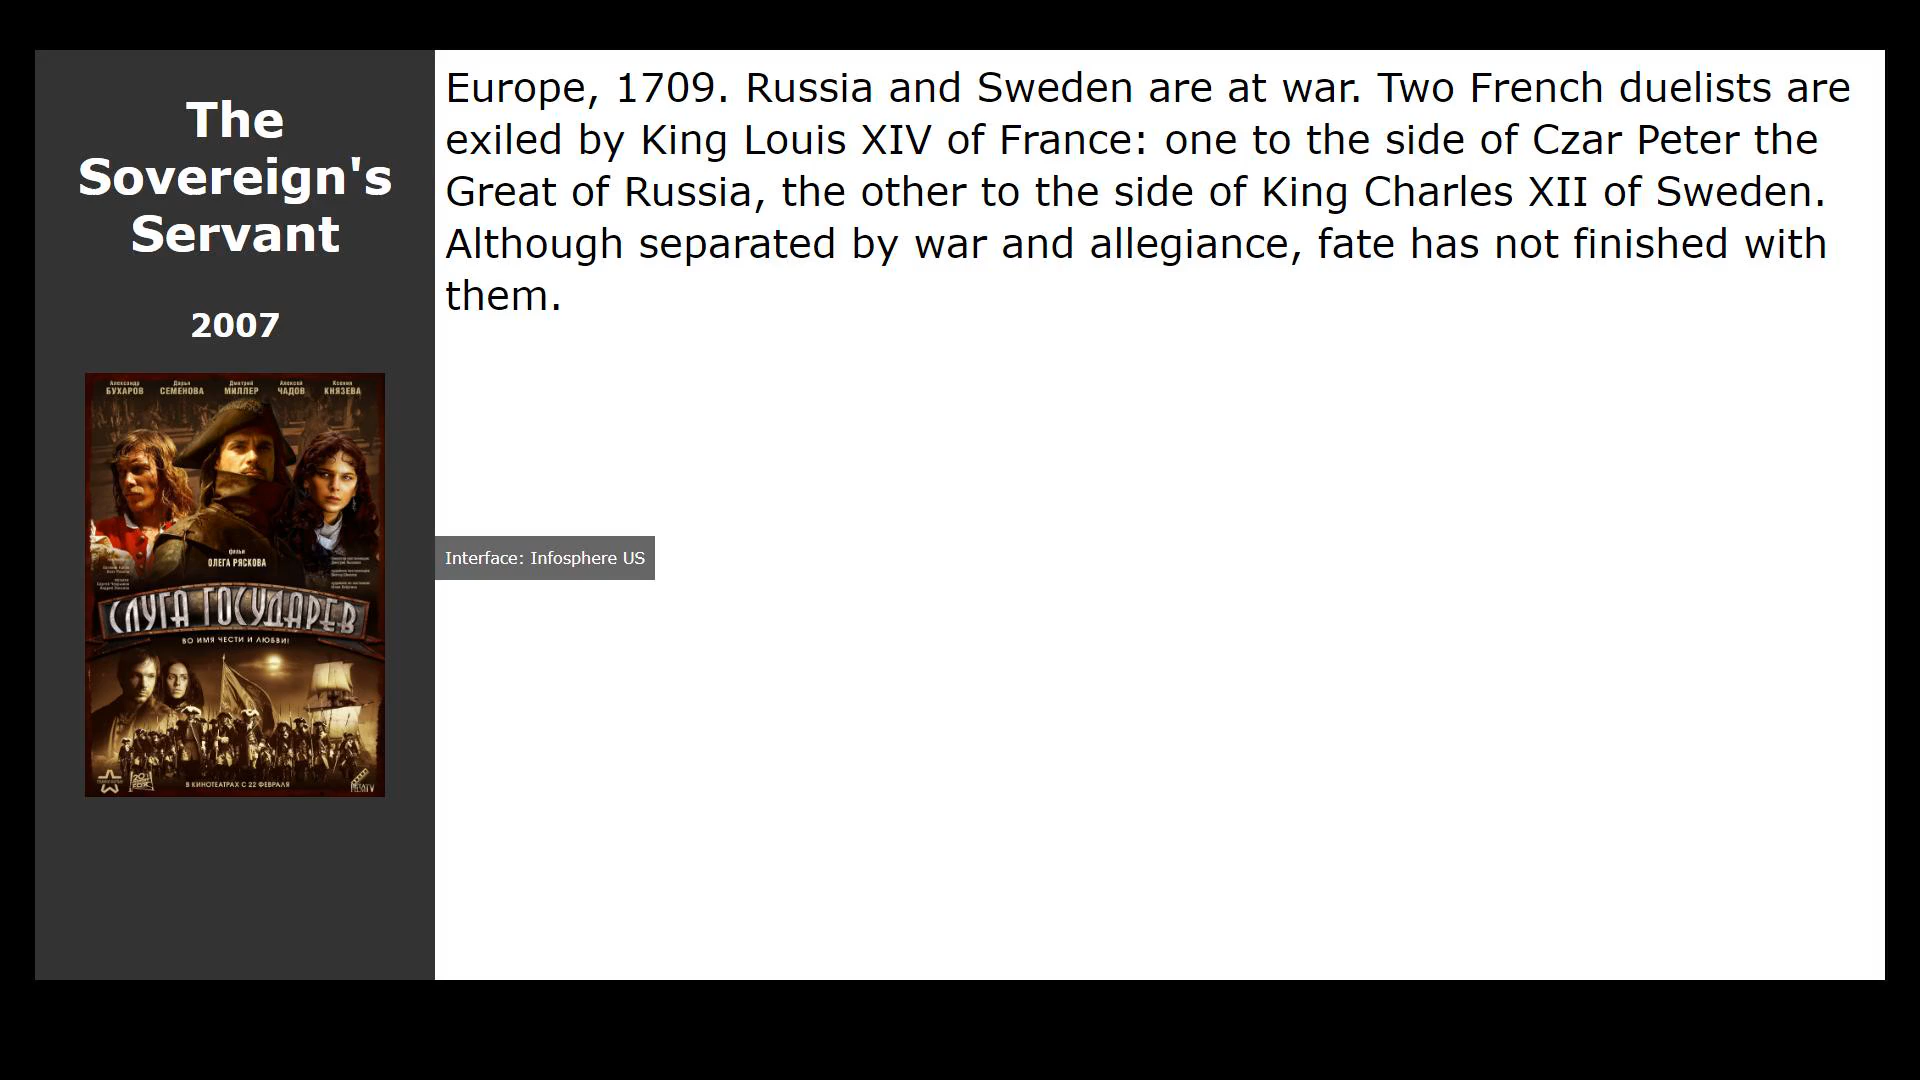 The
Sovereign's
Servant
2007
Александр Дарья Дмитрий Алексей Ксения
БУХАРОВ СЕМЕНОВА МИЛЛЕР ЧАДОВ КНЯЗЕВА
фильм
ОЛЕГА РЯСКОВА
СЛУГА ГОСУДАРЕВ
ВО ИМЯ ЧЕСТИ И ЛЮБВИ!
В КИНОТЕАТРАХ С 22 ФЕВРАЛЯ
Europe, 1709. Russia and Sweden are at war. Two French duelists are
exiled by King Louis XIV of France: one to the side of Czar Peter the
Great of Russia, the other to the side of King Charles XII of Sweden.
Although separated by war and allegiance, fate has not finished with
them.
Interface: Infosphere US